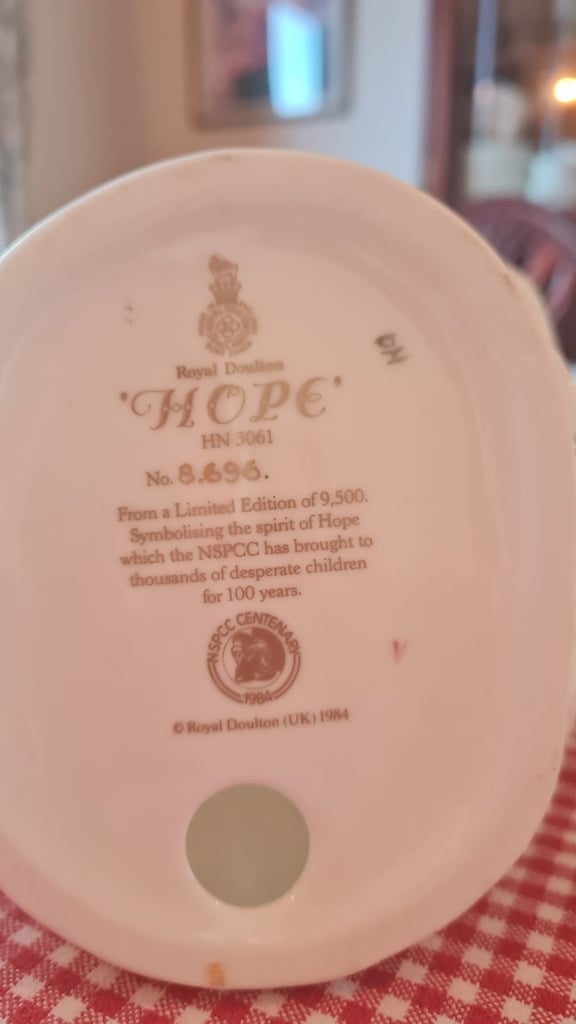 Royal Doulton
'HOPE'
HN 3061
No. 8.696.
From a Limited Edition of 9,500.
Symbolising the spirit of Hope
which the NSPCC has brought to
thousands of desperate children
for 100 years.
NSPCC CENTENARY
1984
© Royal Doulton (UK) 1984